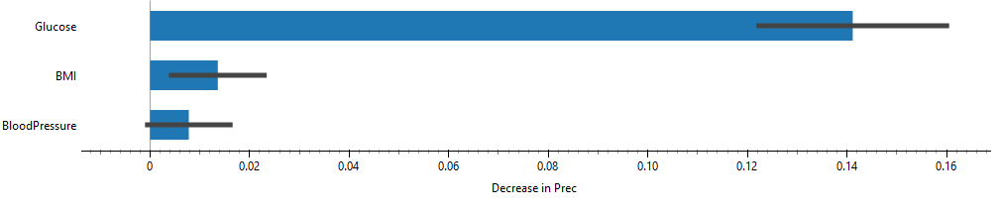 Glucose
BMI
BloodPressure
0 0.02 0.04 0.06 0.08 0.10 0.12 0.14 0.16
Decrease in Prec